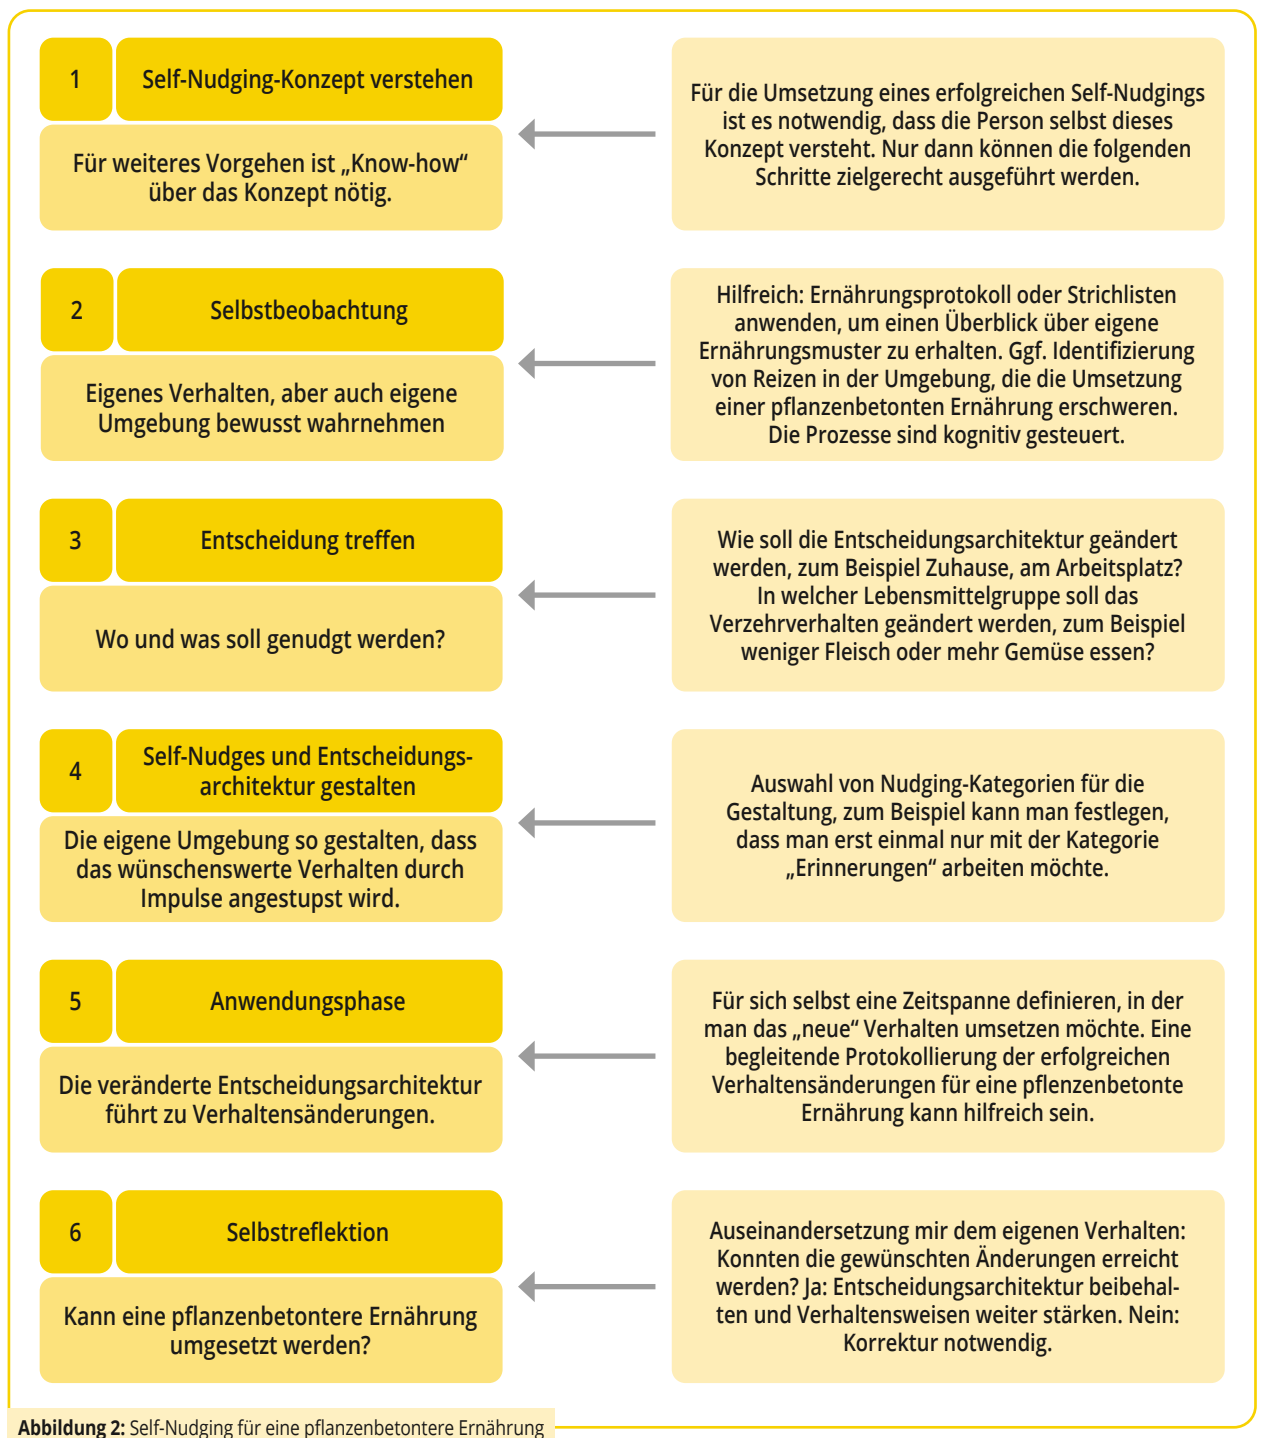 1
Self-Nudging-Konzept verstehen
Für weiteres Vorgehen ist „Know-how“
über das Konzept nötig.
Für die Umsetzung eines erfolgreichen Self-Nudgings
ist es notwendig, dass die Person selbst dieses
Konzept versteht. Nur dann können die folgenden
Schritte zielgerecht ausgeführt werden.
2
Selbstbeobachtung
Eigenes Verhalten, aber auch eigene
Umgebung bewusst wahrnehmen
Hilfreich: Ernährungsprotokoll oder Strichlisten
anwenden, um einen Überblick über eigene
Ernährungsmuster zu erhalten. Ggf. Identifizierung
von Reizen in der Umgebung, die die Umsetzung
einer pflanzenbetonten Ernährung erschweren.
Die Prozesse sind kognitiv gesteuert.
3
Entscheidung treffen
Wo und was soll genudgt werden?
Wie soll die Entscheidungsarchitektur geändert
werden, zum Beispiel Zuhause, am Arbeitsplatz?
In welcher Lebensmittelgruppe soll das
Verzehrverhalten geändert werden, zum Beispiel
weniger Fleisch oder mehr Gemüse essen?
4
Self-Nudges und Entscheidungs-
architektur gestalten
Die eigene Umgebung so gestalten, dass
das wünschenswerte Verhalten durch
Impulse angestupst wird.
Auswahl von Nudging-Kategorien für die
Gestaltung, zum Beispiel kann man festlegen,
dass man erst einmal nur mit der Kategorie
„Erinnerungen“ arbeiten möchte.
5
Anwendungsphase
Die veränderte Entscheidungsarchitektur
führt zu Verhaltensänderungen.
Für sich selbst eine Zeitspanne definieren, in der
man das „neue“ Verhalten umsetzen möchte. Eine
begleitende Protokollierung der erfolgreichen
Verhaltensänderungen für eine pflenzenbetonte
Ernährung kann hilfreich sein.
6
Selbstreflektion
Kann eine pflanzenbetontere Ernährung
umgesetzt werden?
Auseinandersetzung mir dem eigenen Verhalten:
Konnten die gewünschten Änderungen erreicht
werden? Ja: Entscheidungsarchitektur beibehal-
ten und Verhaltensweisen weiter stärken. Nein:
Korrektur notwendig.
Abbildung 2: Self-Nudging für eine pflanzenbetontere Ernährung